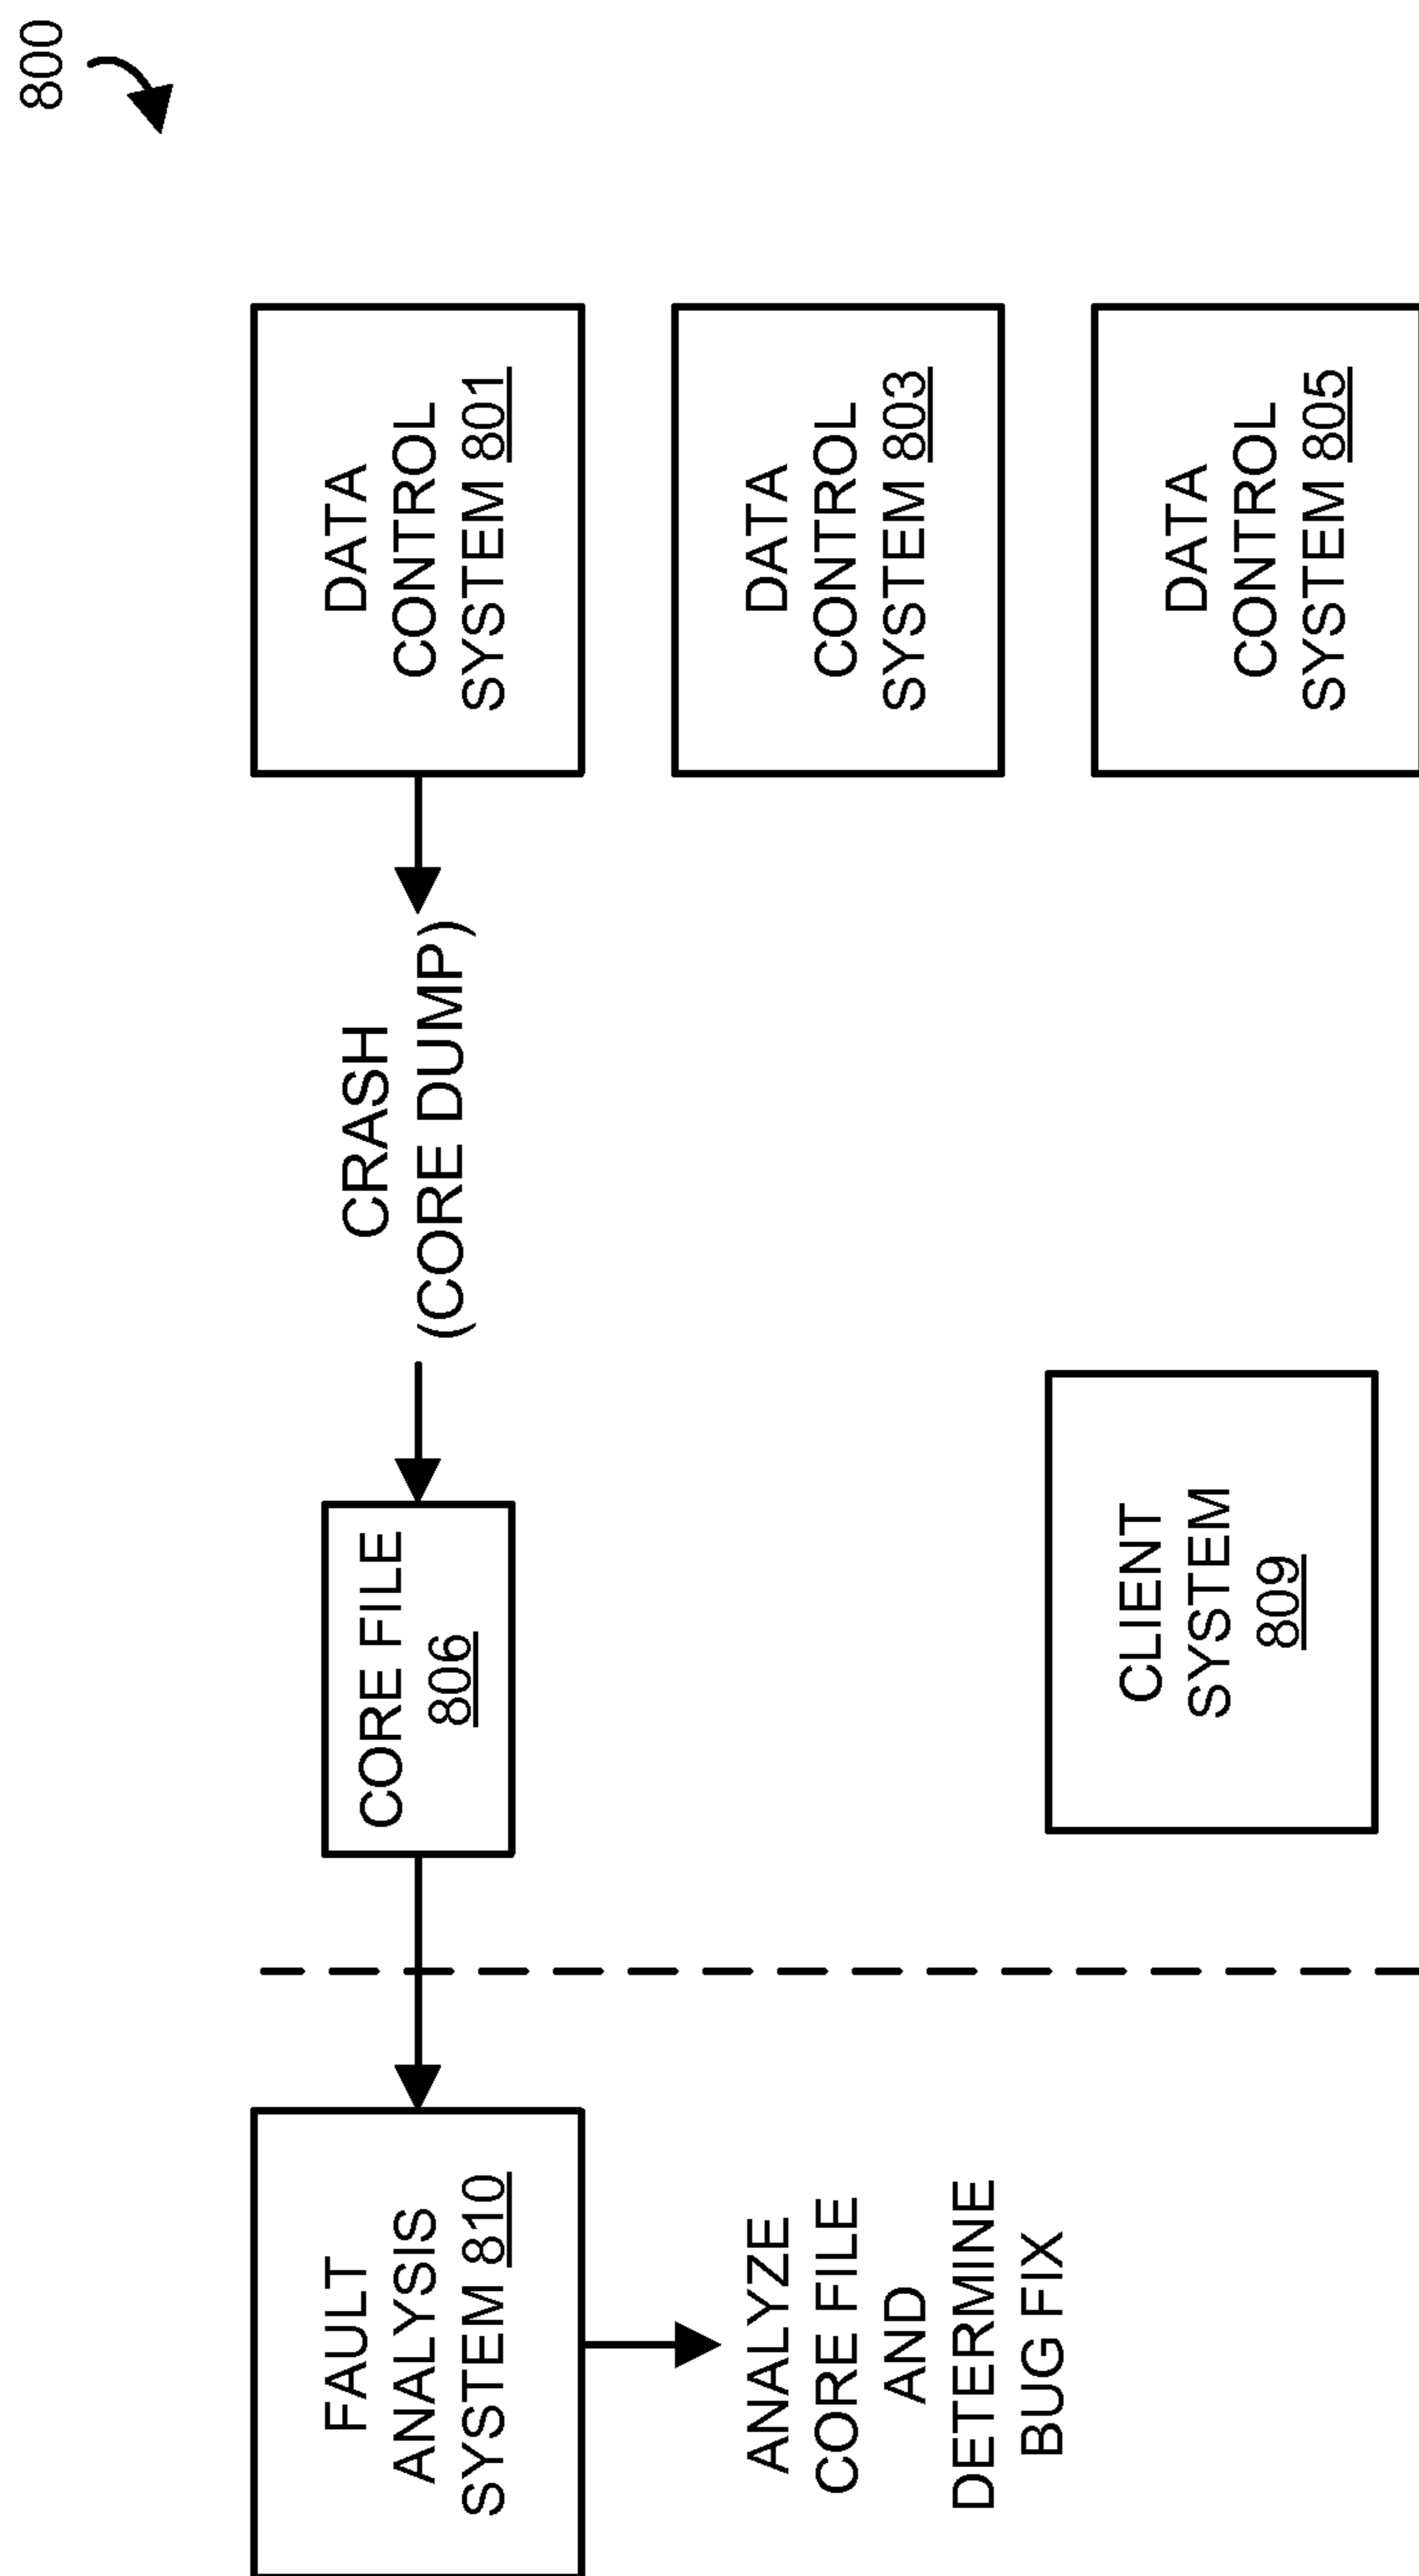 800
FAULT
ANALYSIS
SYSTEM 810
CORE FILE
806
CRASH
(CORE DUMP)
DATA
CONTROL
SYSTEM 801
ANALYZE
CORE FILE
AND
DETERMINE
BUG FIX
DATA
CONTROL
SYSTEM 803
CLIENT
SYSTEM
809
DATA
CONTROL
SYSTEM 805